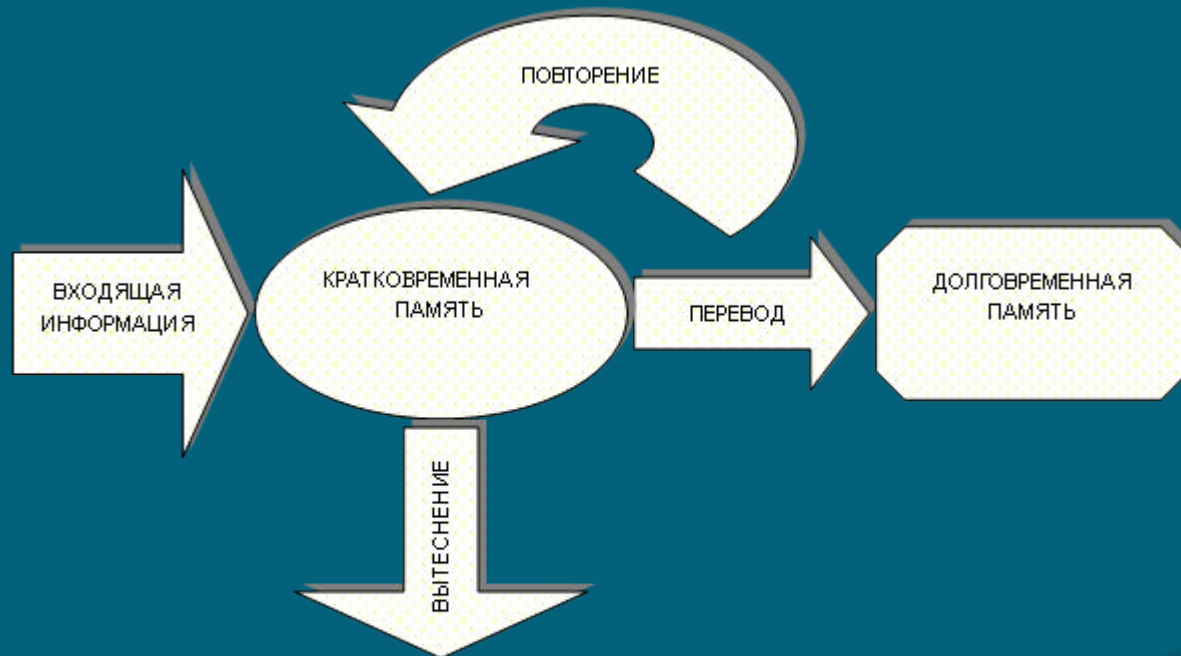 ПОВТОРЕНИЕ
ВХОДЯЩАЯ
ИНФОРМАЦИЯ
КРАТКОВРЕМЕННАЯ
ПАМЯТЬ
ПЕРЕВОД
ДОЛГОВРЕМЕННАЯ
ПАМЯТЬ
ВЫТЕСНЕНИЕ